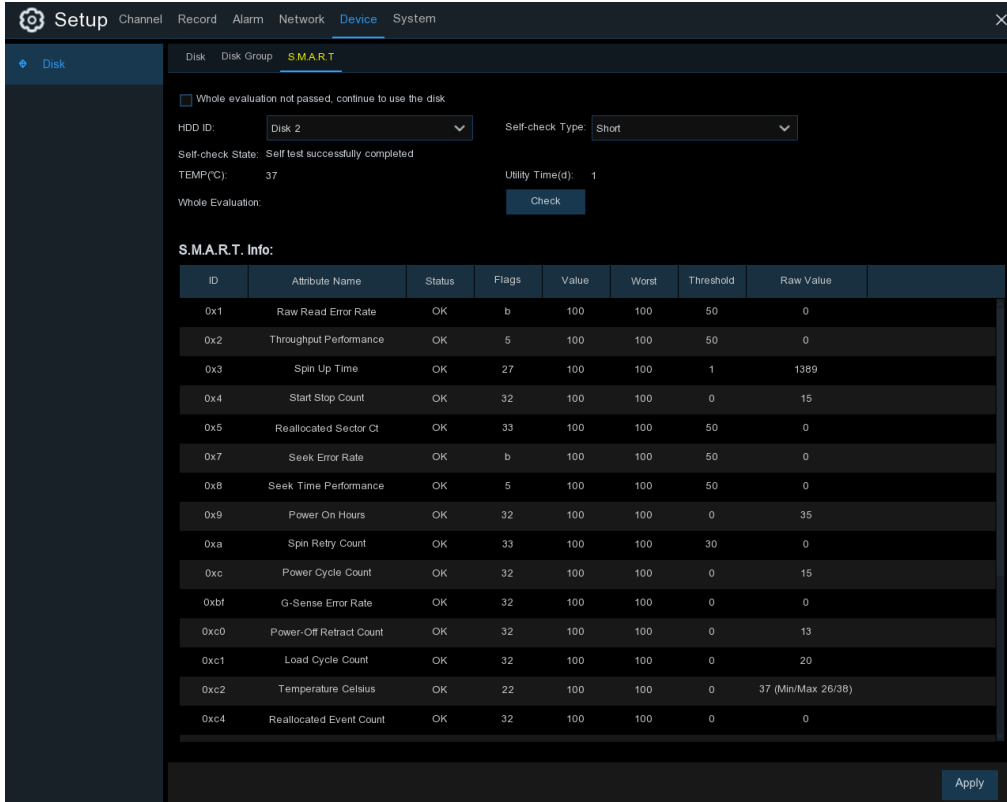 Setup Channel Record Alarm Network Device System
Disk
Disk Disk Group S.M.A.R.T
Whole evaluation not passed, continue to use the disk
HDD ID: Disk 2 Self-check Type: Short
Self-check State: Self test successfully completed
TEMP(℃): 37 Utility Time(d): 1
Whole Evaluation: Check
S.M.A.R.T. Info:
ID Attribute Name Status Flags Value Worst Threshold Raw Value
0x1 Raw Read Error Rate OK b 100 100 50 0
0x2 Throughput Performance OK 5 100 100 50 0
0x3 Spin Up Time OK 27 100 100 1 1389
0x4 Start Stop Count OK 32 100 100 0 15
0x5 Reallocated Sector Ct OK 33 100 100 50 0
0x7 Seek Error Rate OK b 100 100 50 0
0x8 Seek Time Performance OK 5 100 100 50 0
0x9 Power On Hours OK 32 100 100 0 35
0xa Spin Retry Count OK 33 100 100 30 0
0xc Power Cycle Count OK 32 100 100 0 15
0xbf G-Sense Error Rate OK 32 100 100 0 0
0xc0 Power-Off Retract Count OK 32 100 100 0 13
0xc1 Load Cycle Count OK 32 100 100 0 20
0xc2 Temperature Celsius OK 22 100 100 0 37 (Min/Max 26/38)
0xc4 Reallocated Event Count OK 32 100 100 0 0
Apply